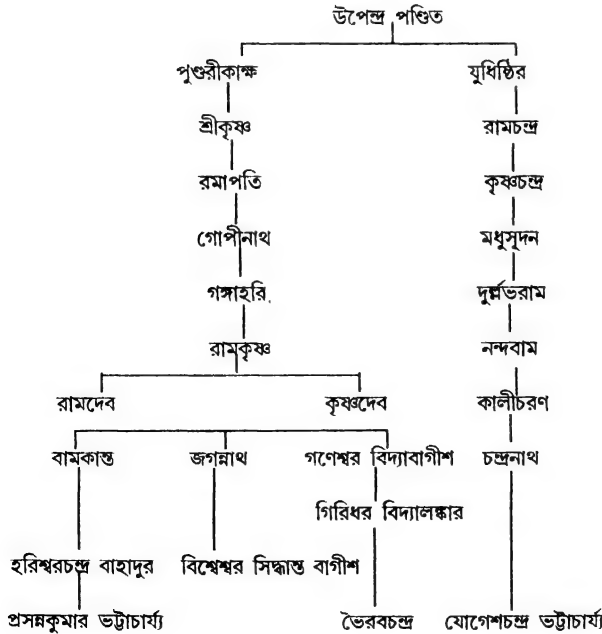 উপেন্দ্র পণ্ডিত
পুণ্ডরীকাক্ষ যুধিষ্ঠির
শ্রীকৃষ্ণ রামচন্দ্র
রমাপতি কৃষ্ণচন্দ্র
গোপীনাথ মধুসূদন
গঙ্গাহরি. দুর্ল্লভরাম
রামকৃষ্ণ নন্দবাম
রামদেব কৃষ্ণদেব কালীচরণ
বামকান্ত জগন্নাথ গণেশ্বর বিদ্যাবাগীশ চন্দ্রনাথ
গিরিধর বিদ্যালঙ্কার
হরিশ্বরচন্দ্র বাহাদুর বিশ্বেশ্বর সিদ্ধান্ত বাগীশ
প্রসন্নকুমার ভট্টাচার্য্য ভৈরবচন্দ্র যোগেশচন্দ্র ভট্টাচার্য্য